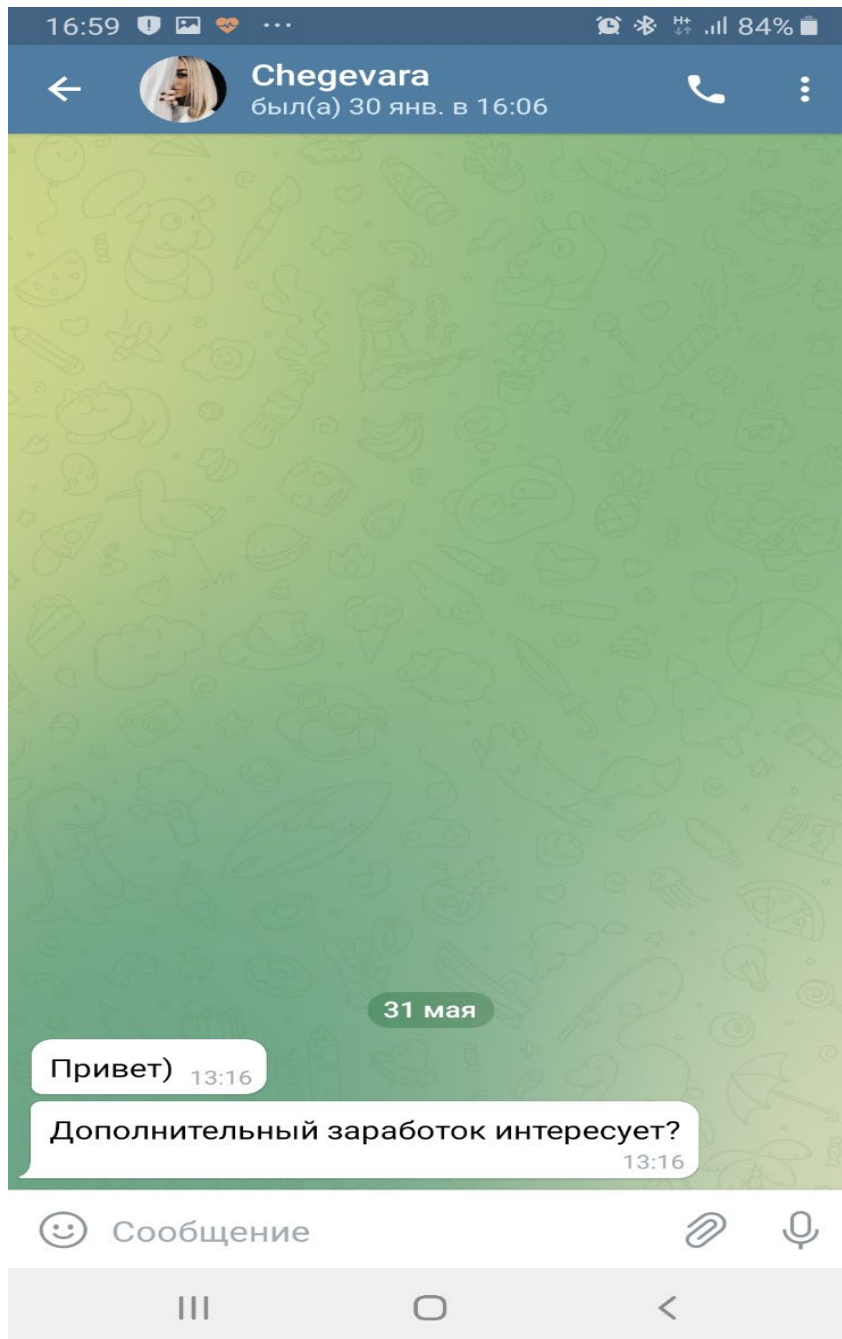 16:59 84%
Chegevara
был(а) 30 янв. в 16:06
31 мая
Привет) 13:16
Дополнительный заработок интересует?
13:16
Сообщение